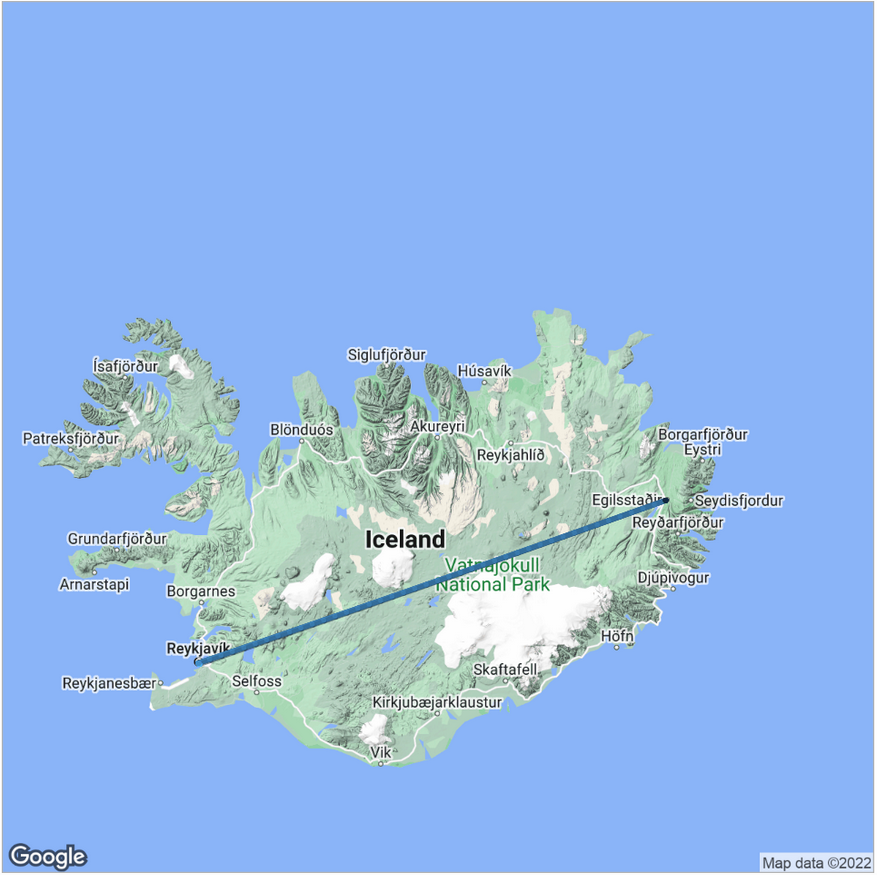 Siglufjörður
Ísafjörður
Húsavík
Akureyri
Blönduós
Borgarfjörður
Eystri
Patreksfjörður
Reykjahlíð
Egilsstaðir
Seydisfjordur
Reyðarfjörður
Grundarfjörður
Iceland
Vatnajökull
National Park
Arnarstapi
Djúpivogur
Borgarnes
Höfn
Reykjavík
Skaftafell
Reykjanesbær
Selfoss
Kirkjubæjarklaustur
Vik
Google
Map data ©2022